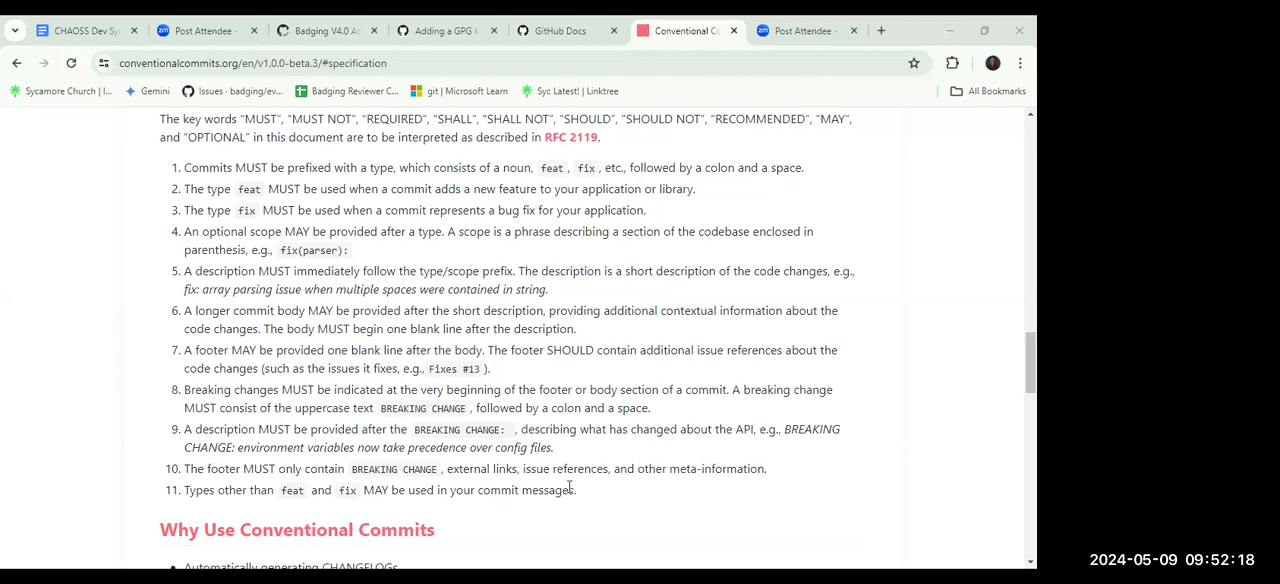 CHAOSS Dev Sy
Post Attendee -
Badging V4.0 A
Adding a GPG k
GitHub Docs
Conventional Co
Post Attendee -
conventionalcommits.org/en/v1.0.0-beta.3/#specification
Sycamore Church | l...
Gemini
Issues · badging/ev...
Badging Reviewer C...
git | Microsoft Learn
Syc Latest! | Linktree
All Bookmarks
The key words “MUST”, “MUST NOT”, “REQUIRED”, “SHALL”, “SHALL NOT”, “SHOULD”, “SHOULD NOT”, “RECOMMENDED”, “MAY”,
and “OPTIONAL” in this document are to be interpreted as described in RFC 2119.
1. Commits MUST be prefixed with a type, which consists of a noun, feat, fix, etc., followed by a colon and a space.
2. The type feat MUST be used when a commit adds a new feature to your application or library.
3. The type fix MUST be used when a commit represents a bug fix for your application.
4. An optional scope MAY be provided after a type. A scope is a phrase describing a section of the codebase enclosed in
parenthesis, e.g., fix(parser):
5. A description MUST immediately follow the type/scope prefix. The description is a short description of the code changes, e.g.,
fix: array parsing issue when multiple spaces were contained in string.
6. A longer commit body MAY be provided after the short description, providing additional contextual information about the
code changes. The body MUST begin one blank line after the description.
7. A footer MAY be provided one blank line after the body. The footer SHOULD contain additional issue references about the
code changes (such as the issues it fixes, e.g., Fixes #13).
8. Breaking changes MUST be indicated at the very beginning of the footer or body section of a commit. A breaking change
MUST consist of the uppercase text BREAKING CHANGE, followed by a colon and a space.
9. A description MUST be provided after the BREAKING CHANGE: , describing what has changed about the API, e.g., BREAKING
CHANGE: environment variables now take precedence over config files.
10. The footer MUST only contain BREAKING CHANGE, external links, issue references, and other meta-information.
11. Types other than feat and fix MAY be used in your commit messages.
Why Use Conventional Commits
Automatically generating CHANGELOGs
2024-05-09 09:52:18